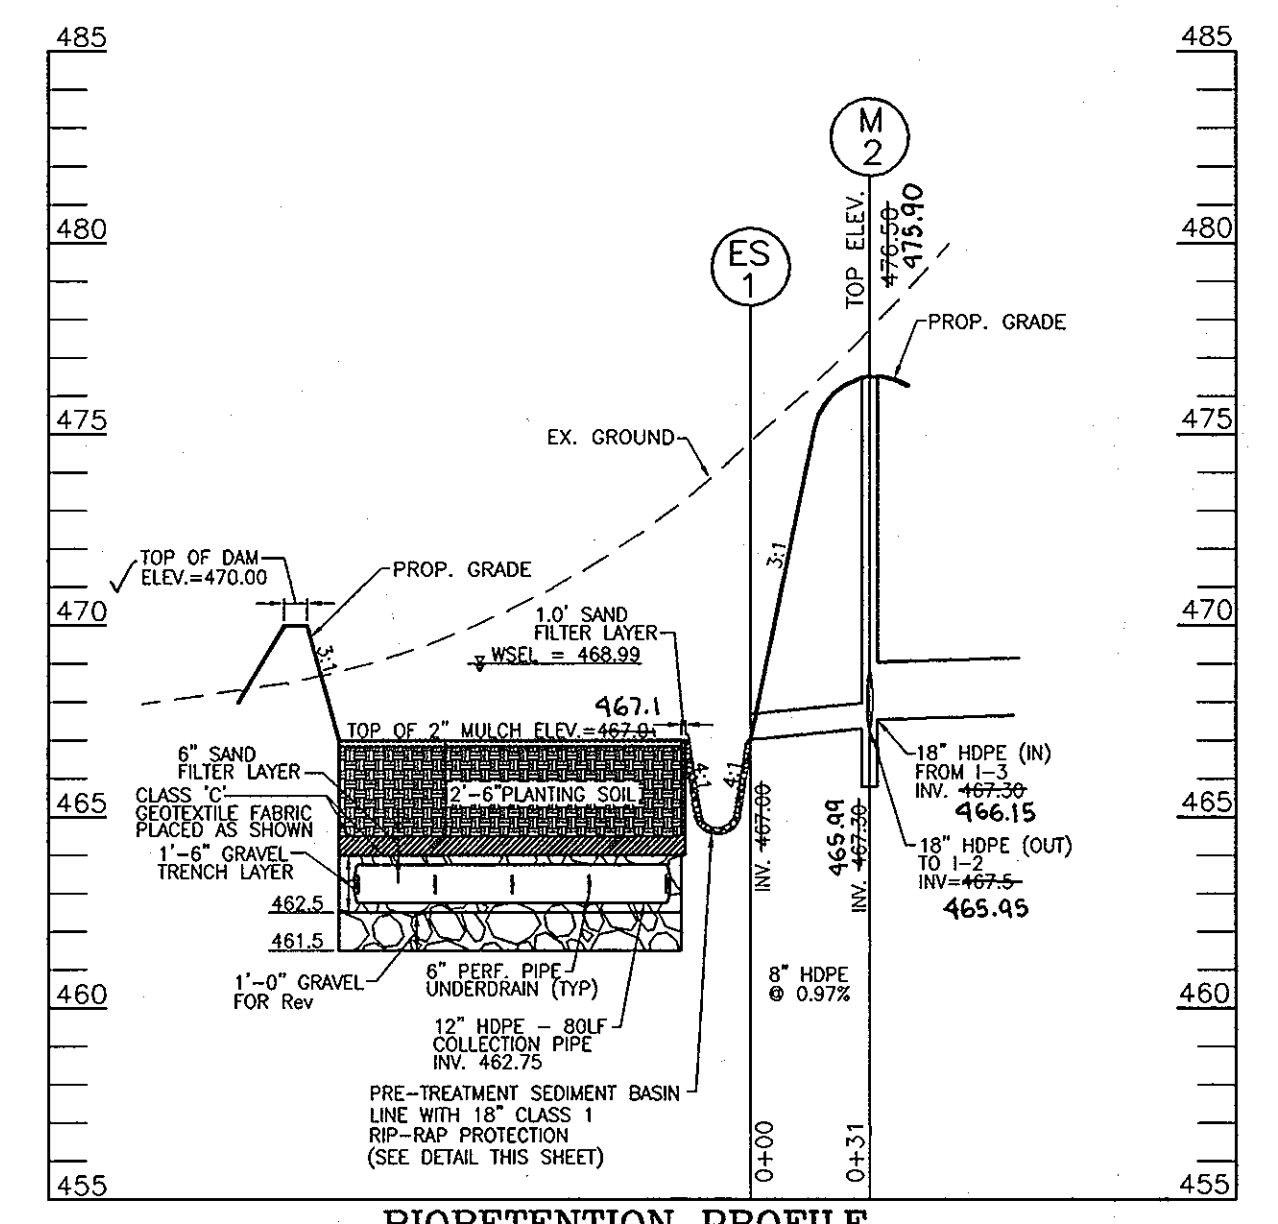 485
485
M
2
480
480
TOP ELEV.
476.50
475.90
ES
1
PROP. GRADE
475
475
EX. GROUND
3:1
TOP OF DAM
ELEV.=470.00
PROP. GRADE
470
470
3:1
1.0' SAND
FILTER LAYER
WSEL = 468.99
467.1
TOP OF 2" MULCH ELEV.=467.01
6" SAND
FILTER LAYER
CLASS 'C'
GEOTEXTILE FABRIC
PLACED AS SHOWN
1'-6" GRAVEL
TRENCH LAYER
2'-6" PLANTING SOIL
4:1
4:1
465
465
18" HDPE (IN)
FROM I-3
INV. 467.30
466.15
18" HDPE (OUT)
TO I-2
INV=467.5
465.95
INV. 467.00
465.99
INV. 467.30
462.5
461.5
1'-0" GRAVEL
FOR Rev
6" PERF. PIPE
UNDERDRAIN (TYP)
8" HDPE
@ 0.97%
460
460
12" HDPE - 80LF
COLLECTION PIPE
INV. 462.75
PRE-TREATMENT SEDIMENT BASIN
LINE WITH 18" CLASS 1
RIP-RAP PROTECTION
(SEE DETAIL THIS SHEET)
0+00
0+31
455
455
BIORETENTION PROFILE